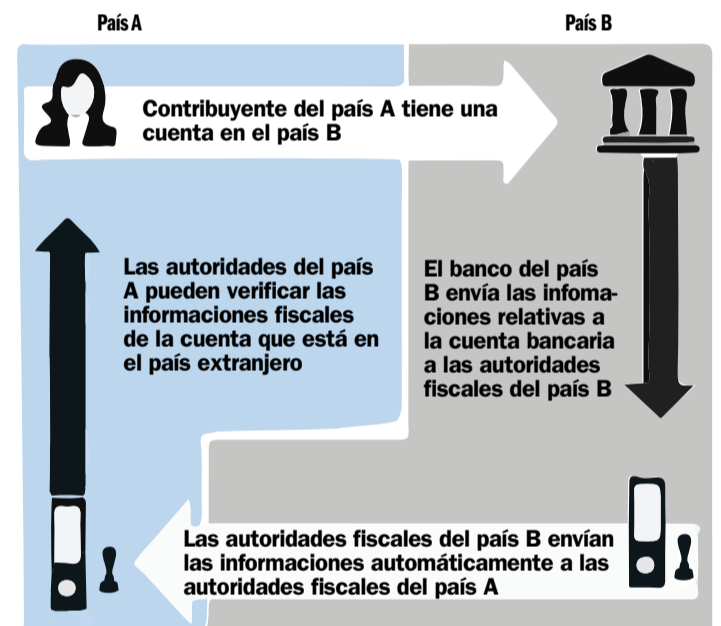 País A
País B
Contribuyente del país A tiene una
cuenta en el país B
Las autoridades del país
A pueden verificar las
informaciones fiscales
de la cuenta que está en
el país extranjero
El banco del país
B envía las infoma-
ciones relativas a
la cuenta bancaria
a las autoridades
fiscales del país B
Las autoridades fiscales del país B envían
las informaciones automáticamente a las
autoridades fiscales del país A